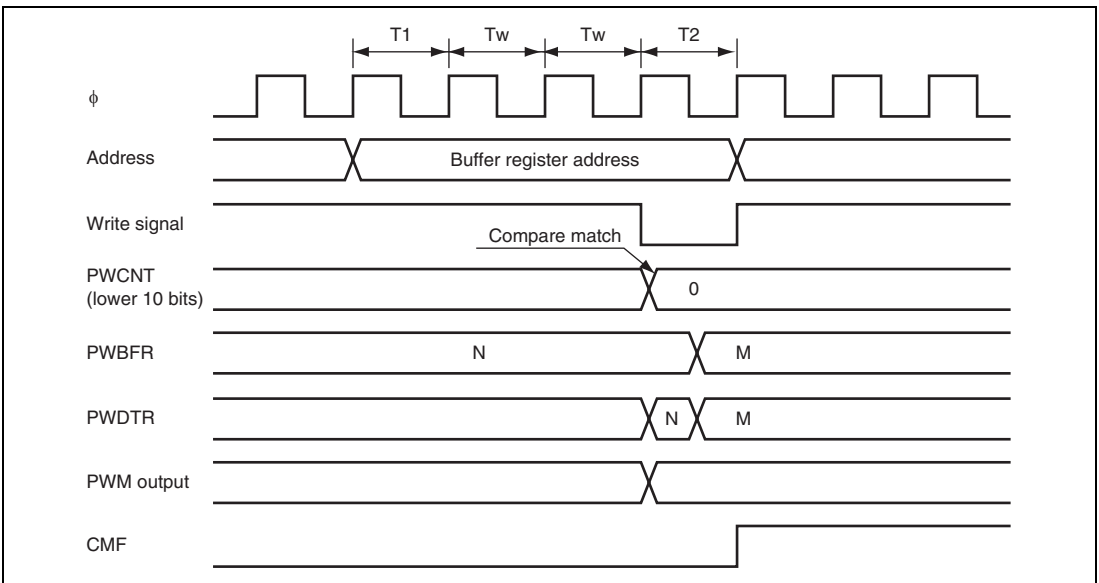 T1 Tw Tw T2
ϕ
Address Buffer register address
Write signal
Compare match
PWCNT
(lower 10 bits) 0
PWBFR N M
PWDTR N M
PWM output
CMF